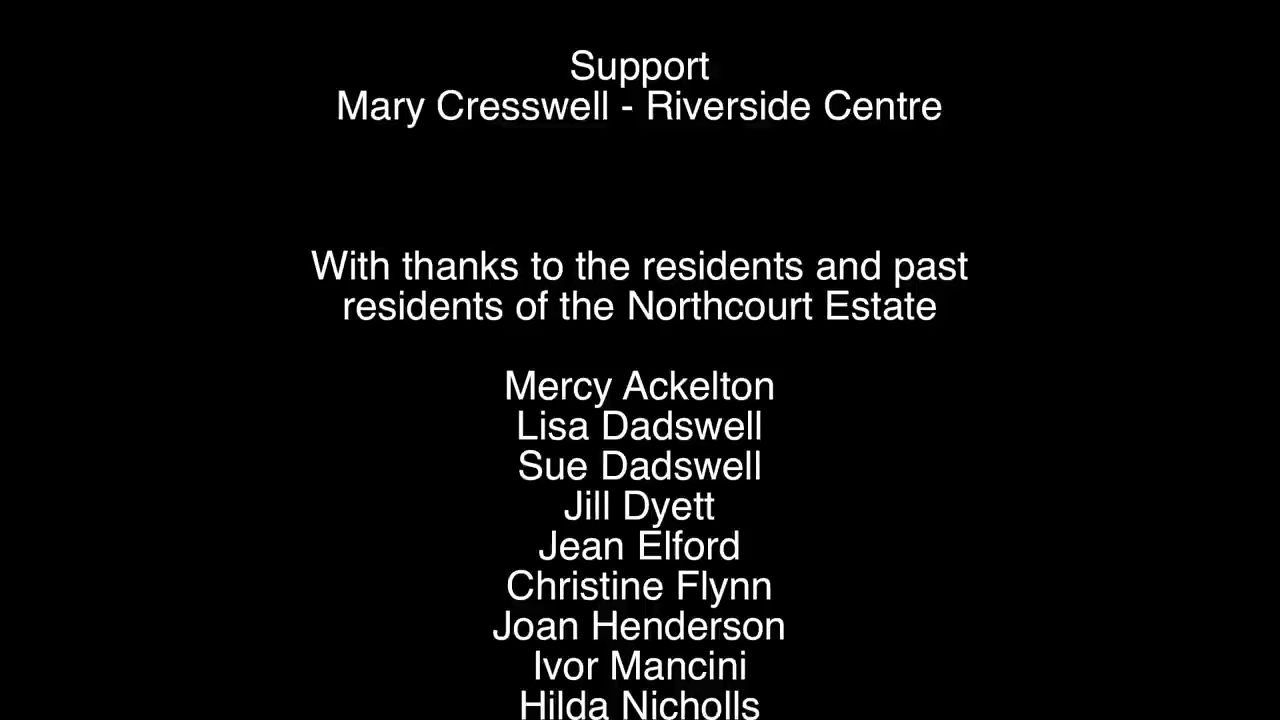 Support
Mary Cresswell - Riverside Centre
With thanks to the residents and past
residents of the Northcourt Estate
Mercy Ackelton
Lisa Dadswell
Sue Dadswell
Jill Dyett
Jean Elford
Christine Flynn
Joan Henderson
Ivor Mancini
Hilda Nicholls